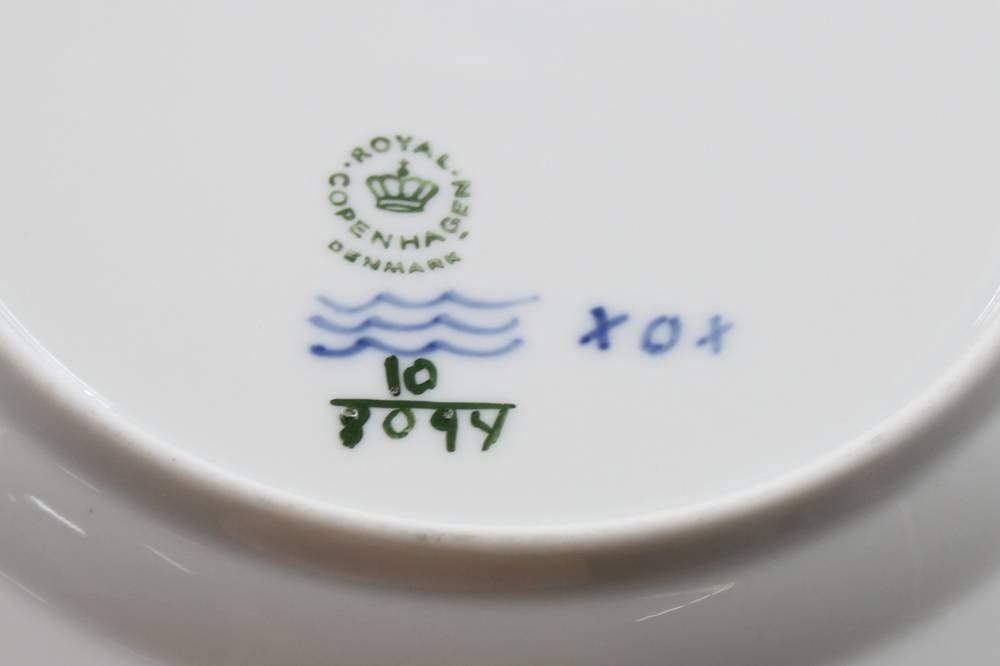 ROYAL
COPENHAGEN
DENMARK
XOX
10
8094